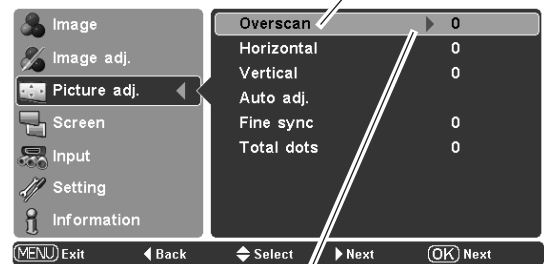 Image
Image adj.
Picture adj.
Screen
Input
Setting
Information
Overscan 0
Horizontal 0
Vertical 0
Auto adj.
Fine sync 0
Total dots 0
MENU Exit Back Select Next OK Next